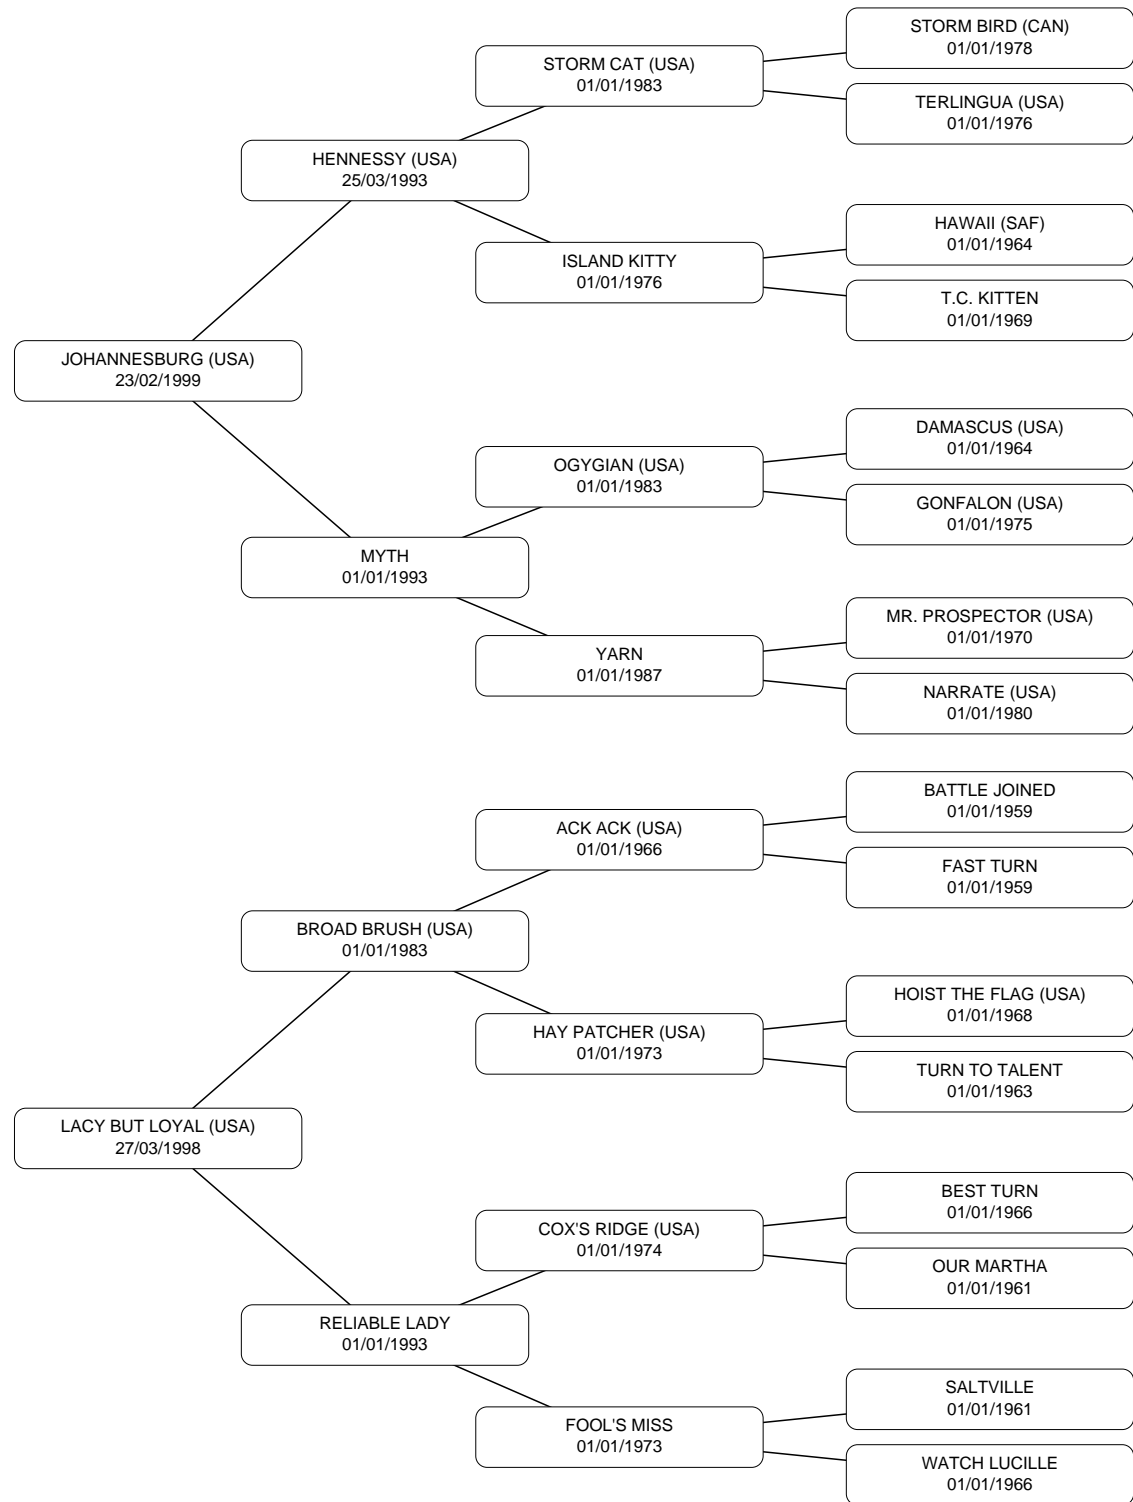 STORM BIRD (CAN)
01/01/1978
STORM CAT (USA)
01/01/1983
TERLINGUA (USA)
01/01/1976
HENNESSY (USA)
25/03/1993
HAWAII (SAF)
01/01/1964
ISLAND KITTY
01/01/1976
T.C. KITTEN
01/01/1969
JOHANNESBURG (USA)
23/02/1999
DAMASCUS (USA)
01/01/1964
OGYGIAN (USA)
01/01/1983
GONFALON (USA)
01/01/1975
MYTH
01/01/1993
MR. PROSPECTOR (USA)
01/01/1970
YARN
01/01/1987
NARRATE (USA)
01/01/1980
BATTLE JOINED
01/01/1959
ACK ACK (USA)
01/01/1966
FAST TURN
01/01/1959
BROAD BRUSH (USA)
01/01/1983
HOIST THE FLAG (USA)
01/01/1968
HAY PATCHER (USA)
01/01/1973
TURN TO TALENT
01/01/1963
LACY BUT LOYAL (USA)
27/03/1998
BEST TURN
01/01/1966
COX'S RIDGE (USA)
01/01/1974
OUR MARTHA
01/01/1961
RELIABLE LADY
01/01/1993
SALTVILLE
01/01/1961
FOOL'S MISS
01/01/1973
WATCH LUCILLE
01/01/1966